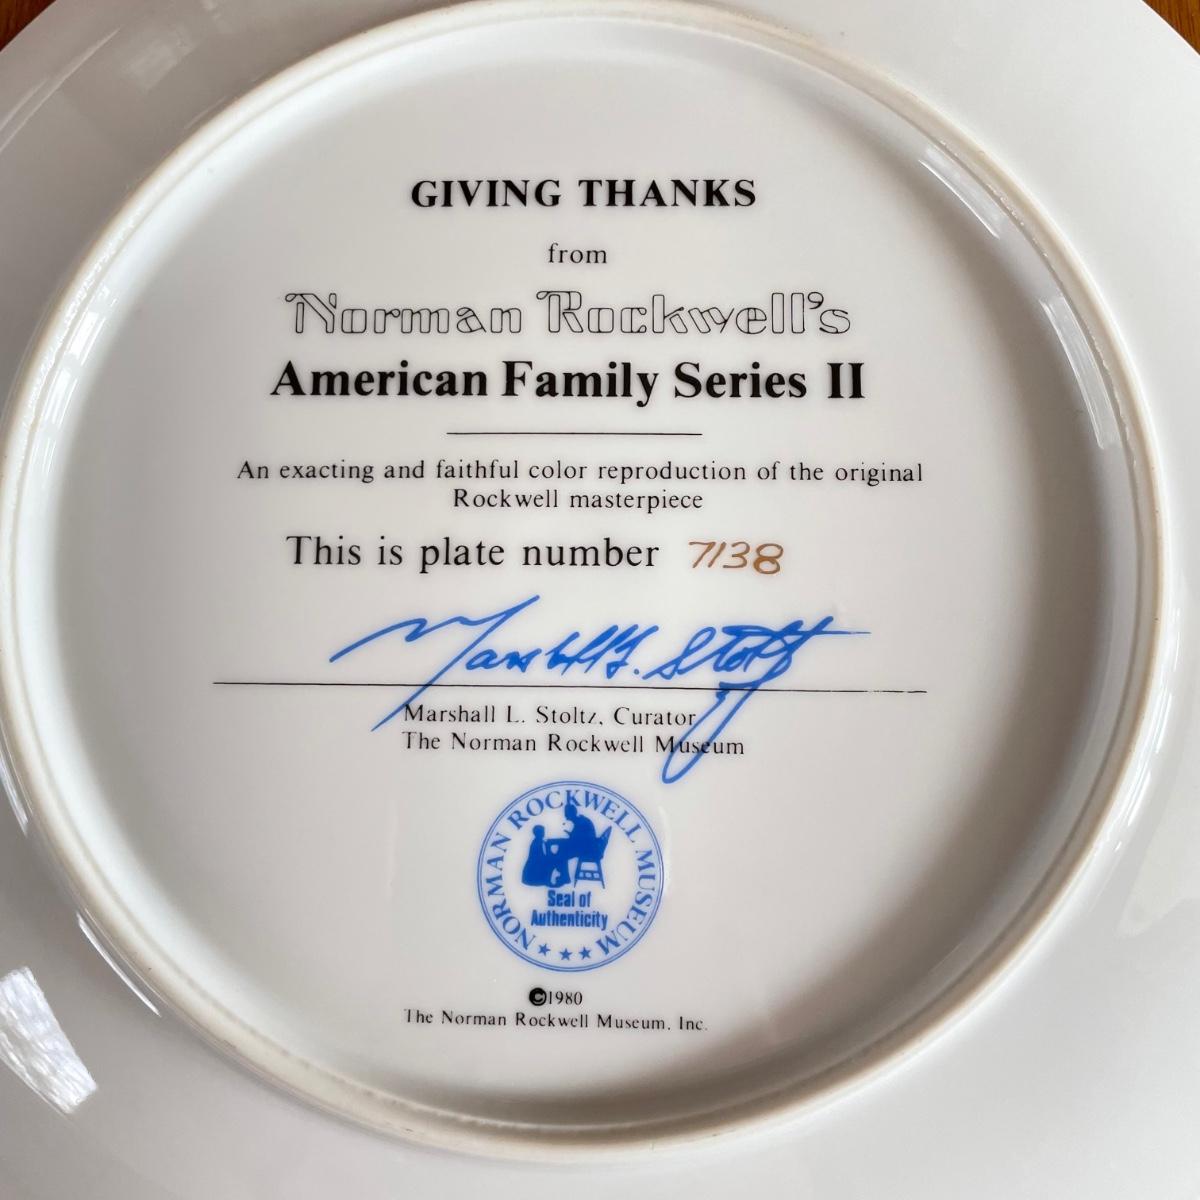 GIVING THANKS
from
Norman Rockwell's
American Family Series II
An exacting and faithful color reproduction of the original
Rockwell masterpiece
This is plate number 7138
Marshall L. Stoltz
Marshall L. Stoltz, Curator
The Norman Rockwell Museum
NORMAN ROCKWELL MUSEUM
Seal of
Authenticity
©1980
The Norman Rockwell Museum, Inc.